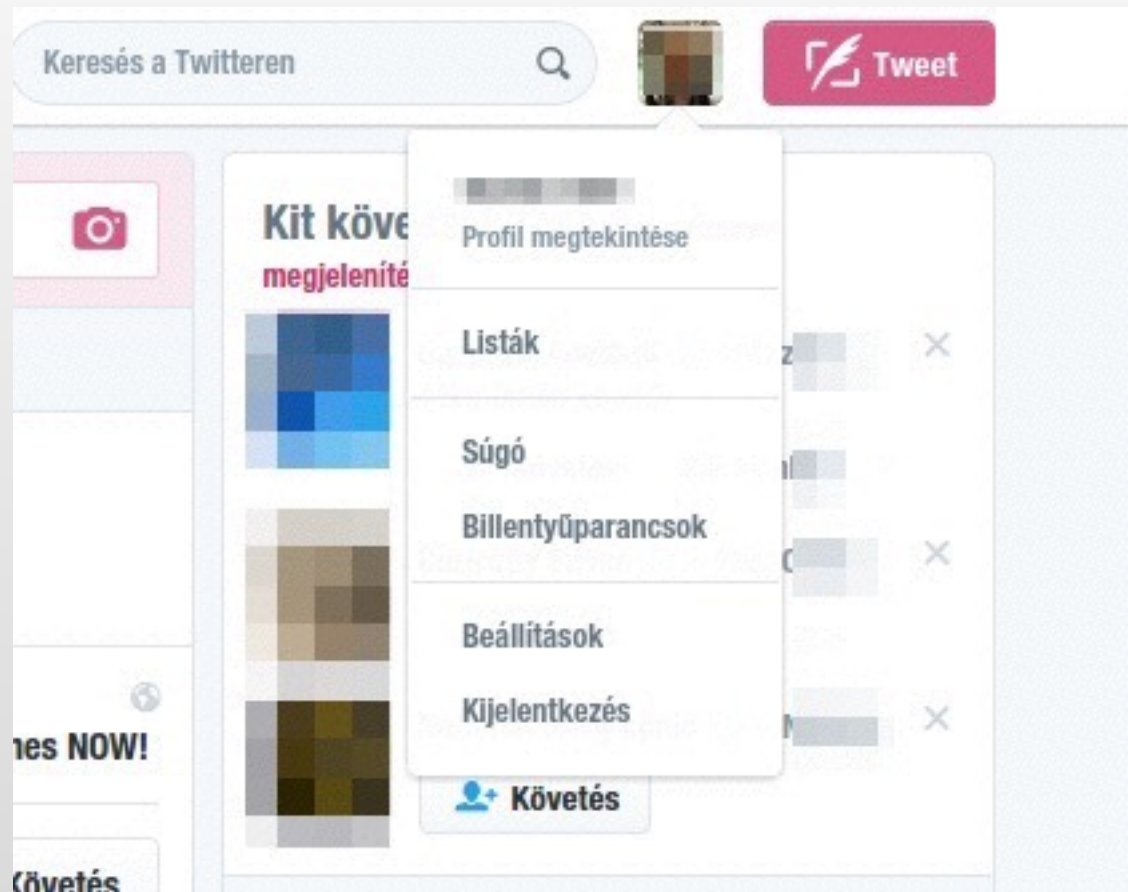 Keresés a Twitteren
Tweet
Kit köve
megjeleníté
Profil megtekintése
Listák
Súgó
Billentyűparancsok
Beállítások
Kijelentkezés
Követés
nes NOW!
Követés